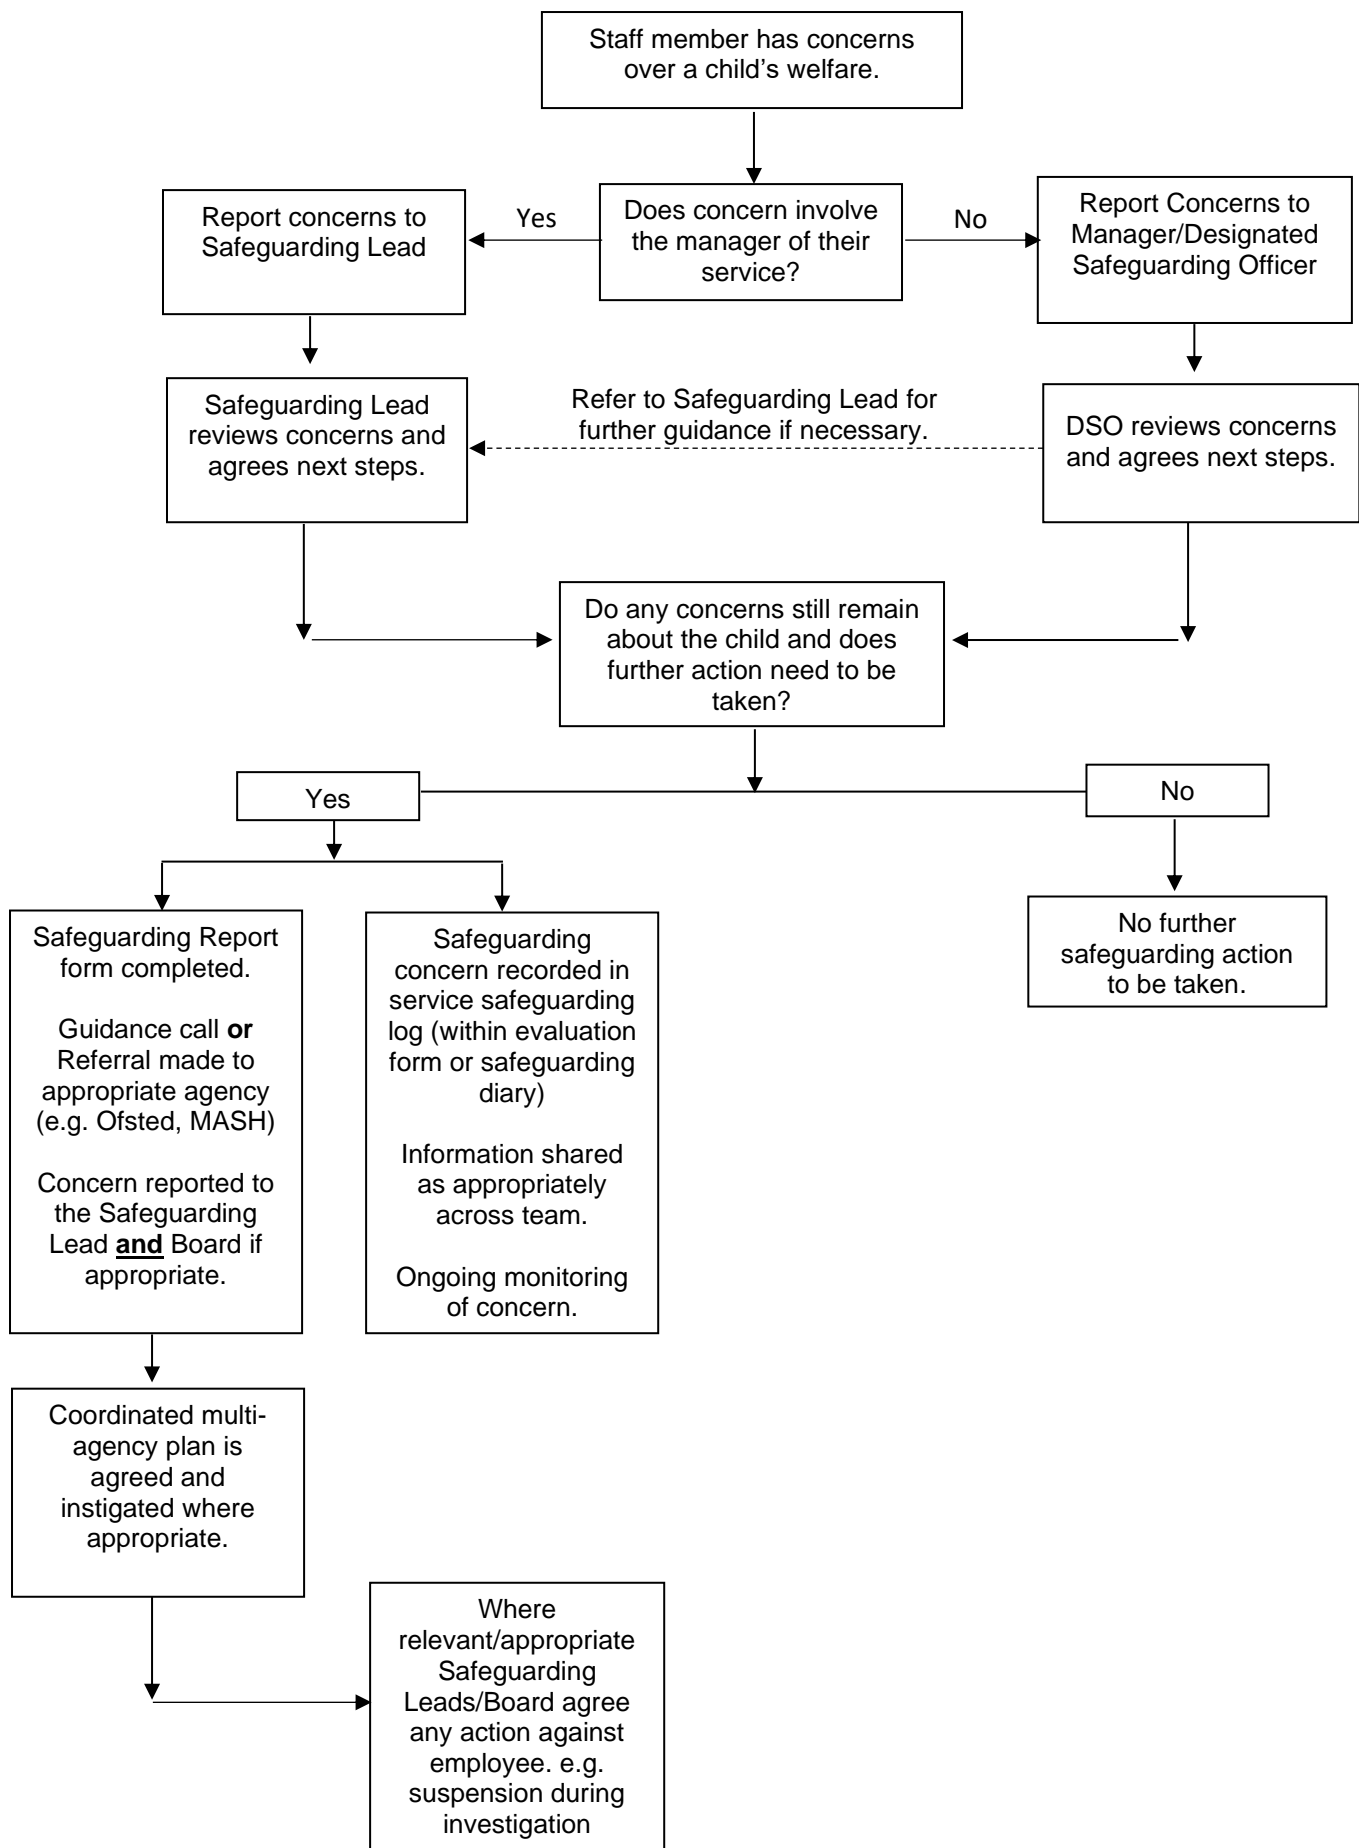 Staff member has concerns
over a child's welfare.
Report concerns to
Safeguarding Lead
Yes
Does concern involve
the manager of their
service?
No
Report Concerns to
Manager/Designated
Safeguarding Officer
Safeguarding Lead
reviews concerns and
agrees next steps.
Refer to Safeguarding Lead for
further guidance if necessary.
DSO reviews concerns
and agrees next steps.
Do any concerns still remain
about the child and does
further action need to be
taken?
Yes
No
Safeguarding Report
form completed.
Guidance call or
Referral made to
appropriate agency
(e.g. Ofsted, MASH)
Concern reported to
the Safeguarding
Lead and Board if
appropriate.
Safeguarding
concern recorded in
service safeguarding
log (within evaluation
form or safeguarding
diary)
Information shared
as appropriately
across team.
Ongoing monitoring
of concern.
No further
safeguarding action
to be taken.
Coordinated multi-
agency plan is
agreed and
instigated where
appropriate.
Where
relevant/appropriate
Safeguarding
Leads/Board agree
any action against
employee. e.g.
suspension during
investigation